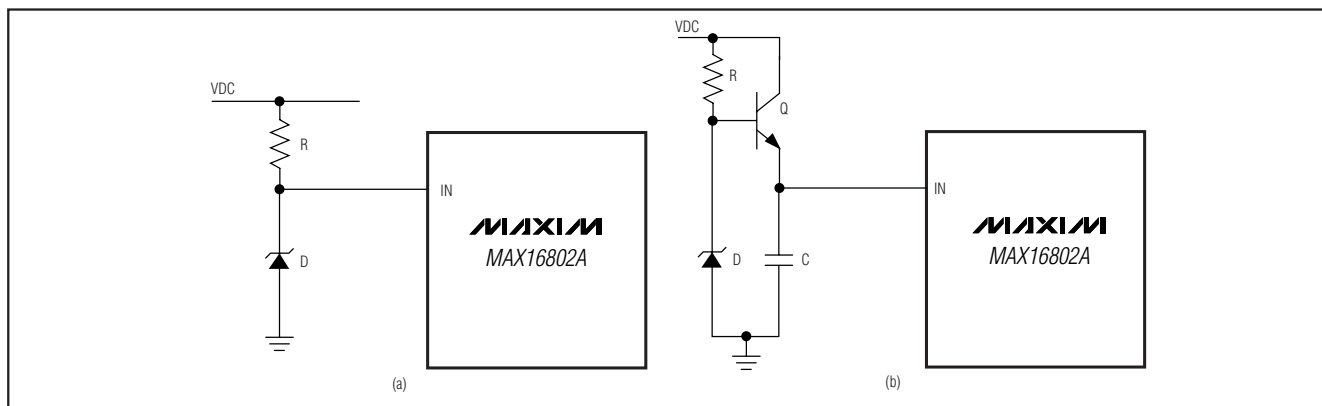 VDC
R
IN
D
MAXIM
MAX16802A
(a)
VDC
R
Q
IN
D
C
MAXIM
MAX16802A
(b)